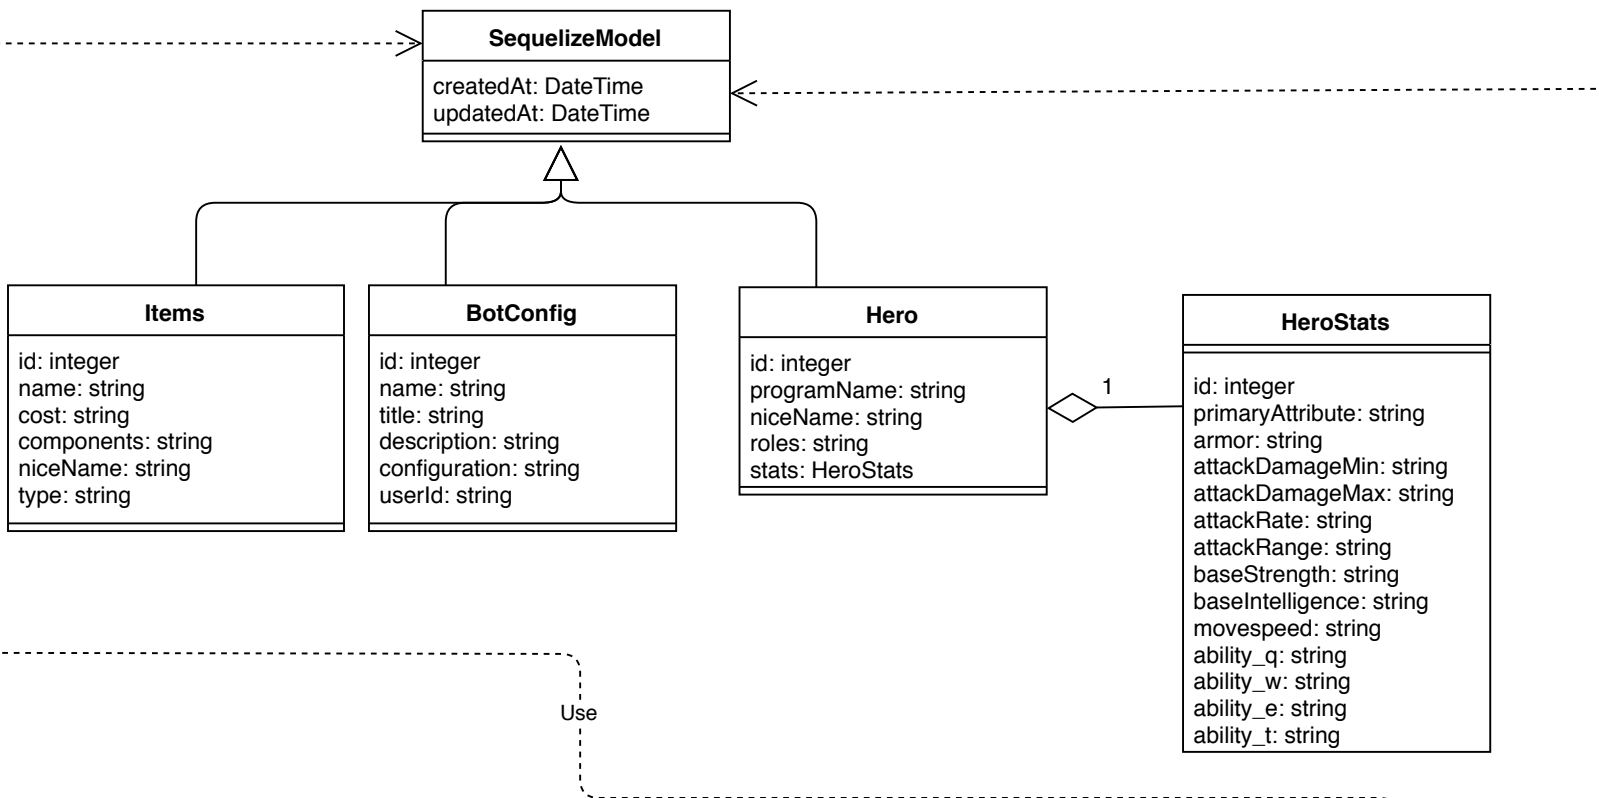 SequelizeModel
createdAt: DateTime
updatedAt: DateTime
Items
id: integer
name: string
cost: string
components: string
niceName: string
type: string
BotConfig
id: integer
name: string
title: string
description: string
configuration: string
userId: string
Hero
id: integer
programName: string
niceName: string
roles: string
stats: HeroStats
1
HeroStats
id: integer
primaryAttribute: string
armor: string
attackDamageMin: string
attackDamageMax: string
attackRate: string
attackRange: string
baseStrength: string
baseIntelligence: string
movespeed: string
ability_q: string
ability_w: string
ability_e: string
ability_t: string
Use